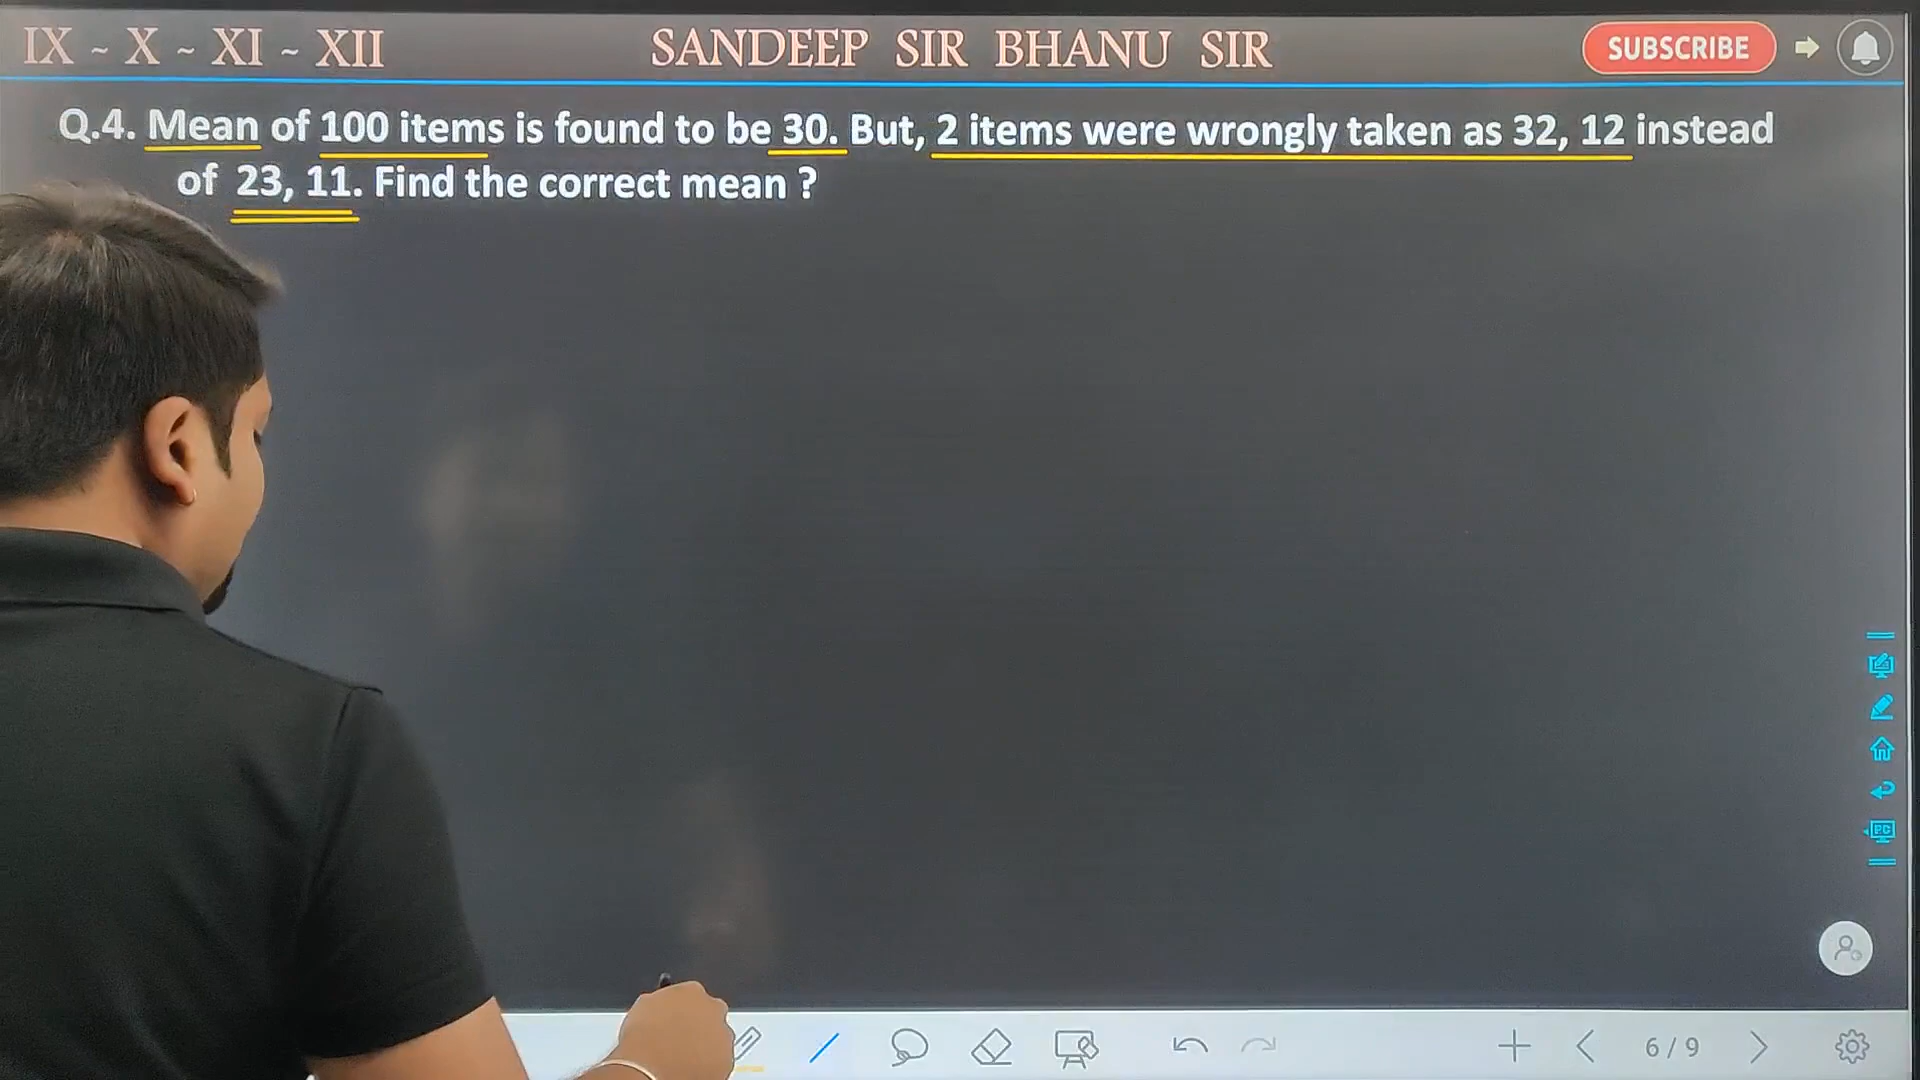 IX ~ X ~ XI ~ XII SANDEEP SIR BHANU SIR SUBSCRIBE
Q.4. Mean of 100 items is found to be 30. But, 2 items were wrongly taken as 32, 12 instead
of 23, 11. Find the correct mean ?
PC
6 / 9